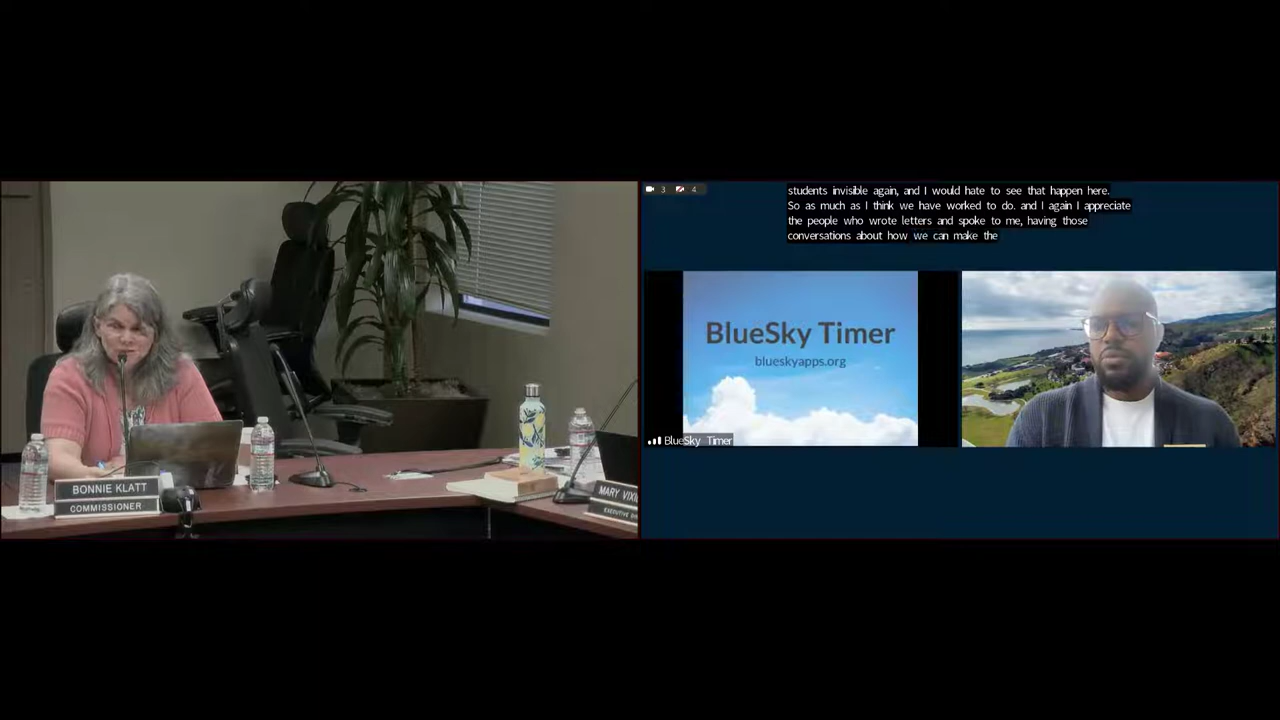 BONNIE KLATT
COMMISSIONER
MARY
3
4
students invisible again, and I would hate to see that happen here.
So as much as I think we have worked to do. and I again I appreciate
the people who wrote letters and spoke to me, having those
conversations about how we can make the
BlueSky Timer
blueskyapps.org
BlueSky Timer